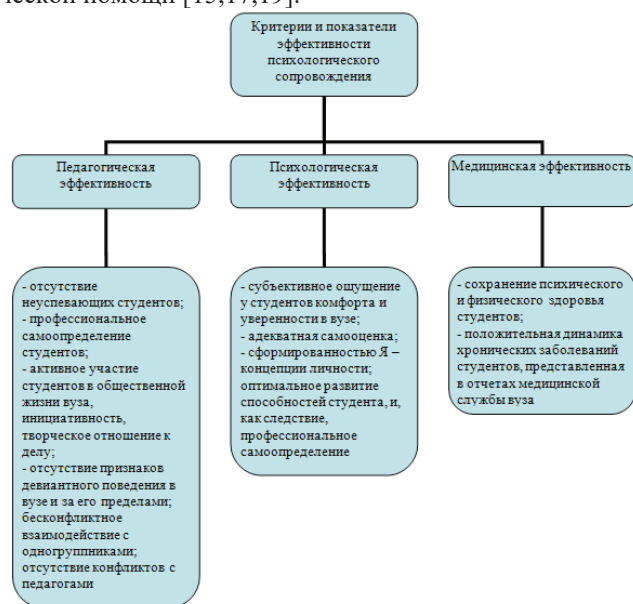 ческой помощи [15,17,19].
Критерии и показатели
эффективности
психологического
сопровождения
Педагогическая
эффективность
Психологическая
эффективность
Медицинская эффективность
- отсутствие
неуспевающих студентов;
- профессиональное
самоопределение
студентов;
- активное участие
студентов в общественной
жизни вуза,
инициативность,
творческое отношение к
делу;
- отсутствие признаков
девиантного поведения в
вузе и за его пределами;
бесконфликтное
взаимодействие с
одногруппниками;
отсутствие конфликтов с
педагогами
- субъективное ощущение
у студентов комфорта и
уверенности в вузе;
- адекватная самооценка;
- сформированностью Я –
концепции личности;
оптимальное развитие
способностей студента, и,
как следствие,
профессиональное
самоопределение
- сохранение психического
и физического здоровья
студентов;
- положительная динамика
хронических заболеваний
студентов, представленная
в отчетах медицинской
службы вуза